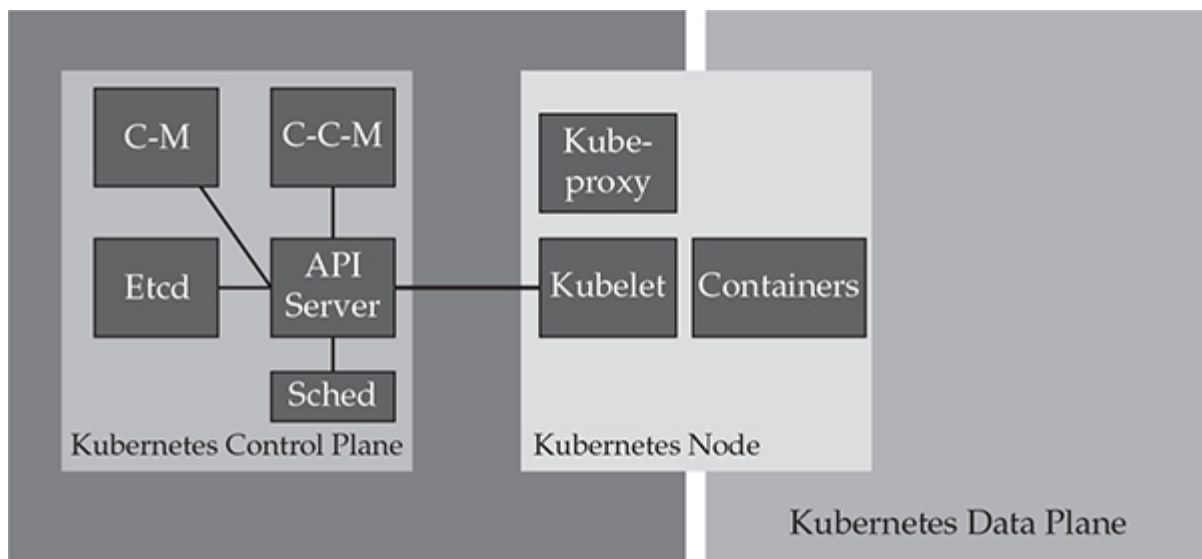 C-M
C-C-M
Etcd
API
Server
Sched
Kubernetes Control Plane
Kube-
proxy
Kubelet
Containers
Kubernetes Node
Kubernetes Data Plane